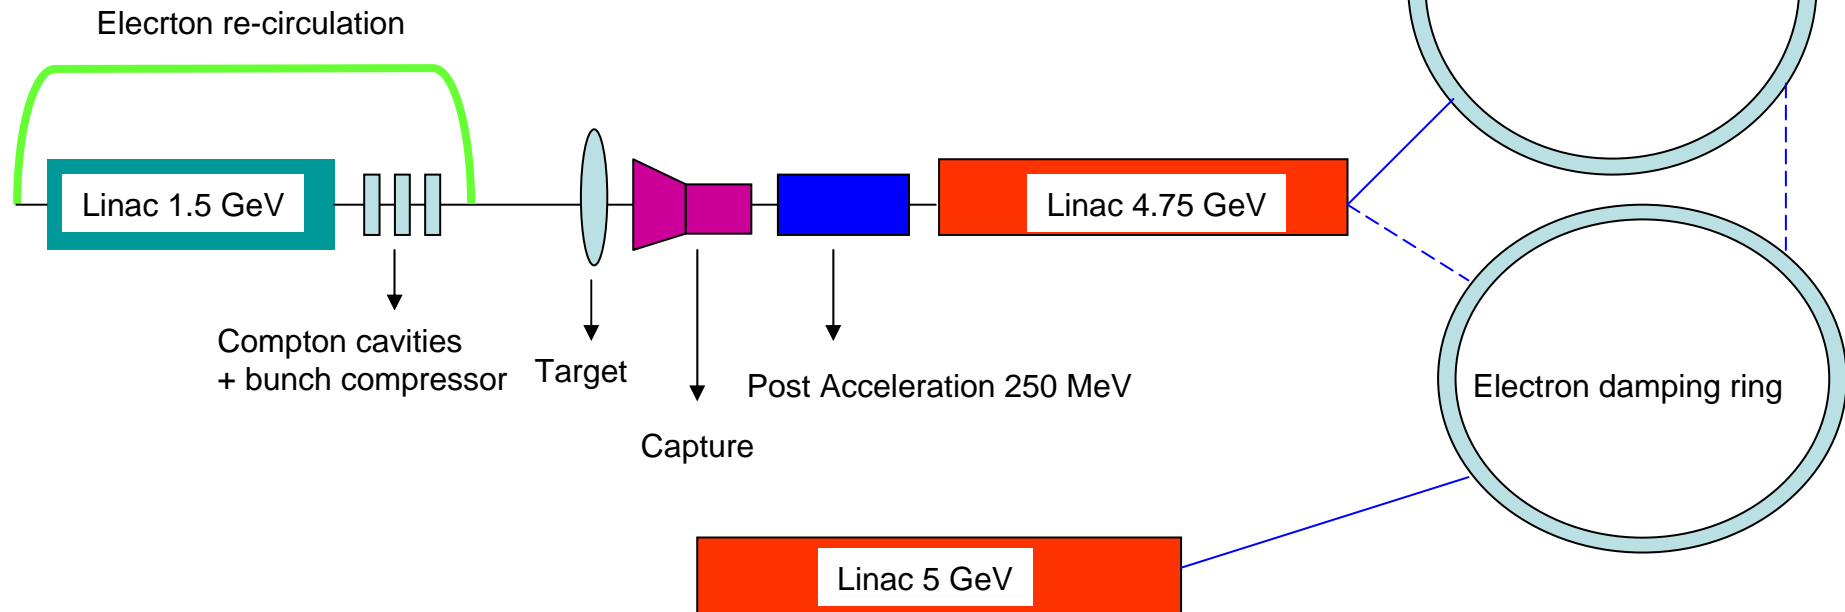 Elecrton re-circulation
Linac 1.5 GeV
Linac 4.75 GeV
Compton cavities
+ bunch compressor
Target
Post Acceleration 250 MeV
Electron damping ring
Capture
Linac 5 GeV